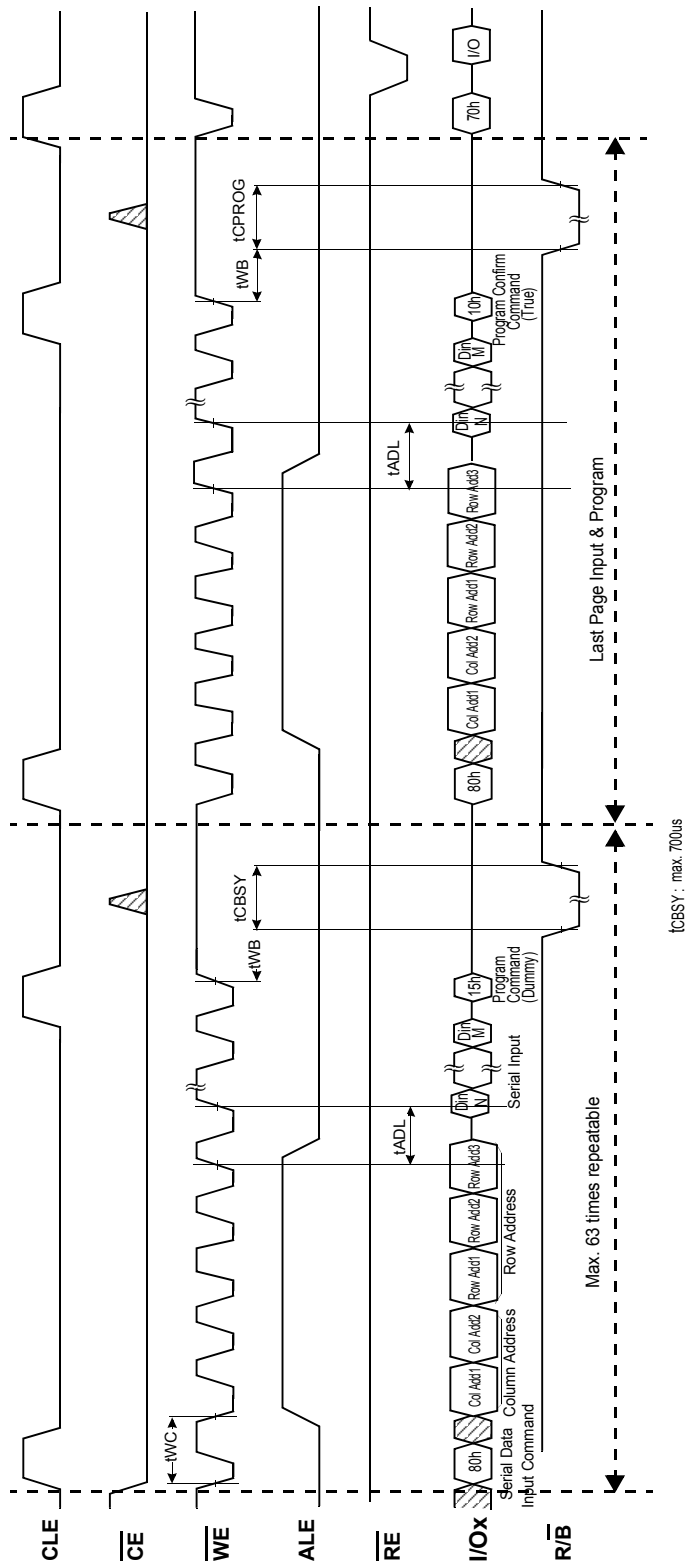 CLE
CE
WE
ALE
RE
I/Ox
R/B
tWC
tWB
tCBSY
tWB
tCPROG
tADL
tADL
80h
Col Add1
Col Add2
Row Add1
Row Add2
Row Add3
Din
N
Din
M
15h
80h
Col Add1
Col Add2
Row Add1
Row Add2
Row Add3
Din
N
Din
M
10h
70h
I/O
Serial Data
Input Command
Column Address
Row Address
Serial Input
Program
Command
(Dummy)
Program Confirm
Command
(True)
Max. 63 times repeatable
Last Page Input & Program
tCBSY : max. 700us